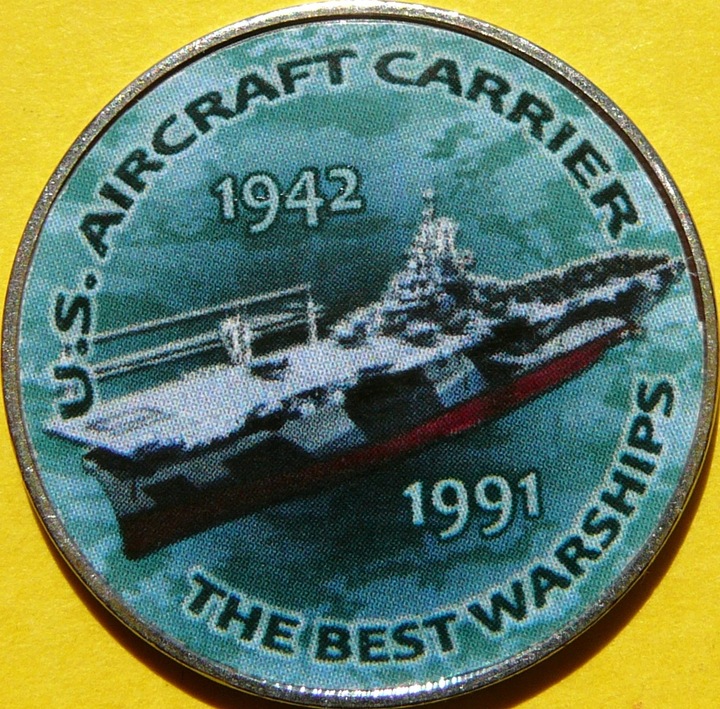 U.S. AIRCRAFT CARRIER
1942
1991
THE BEST WARSHIPS